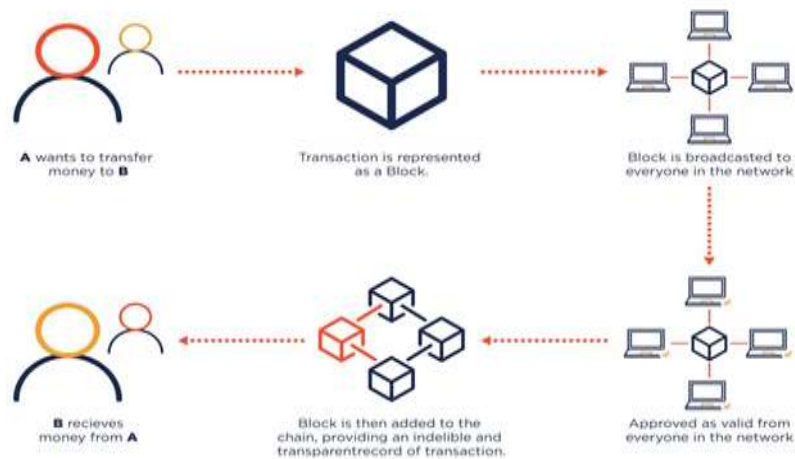 A wants to transfer
money to B
Transaction is represented
as a Block.
Block is broadcasted to
everyone in the network
Approved as valid from
everyone in the network
Block is then added to the
chain, providing an indelible and
transparentrecord of transaction.
B recieves
money from A